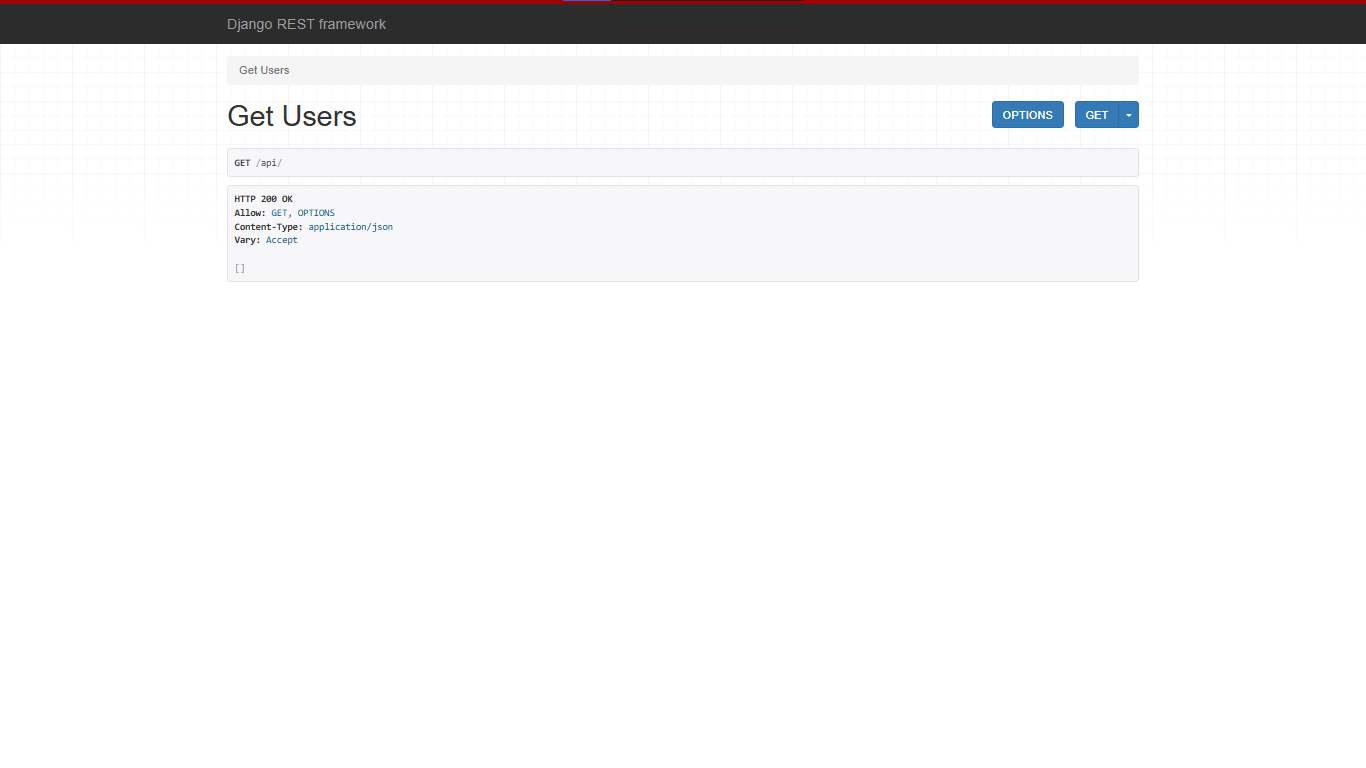 Django REST framework
Get Users
Get Users
OPTIONS
GET
GET /api/
HTTP 200 OK
Allow: GET, OPTIONS
Content-Type: application/json
Vary: Accept
[]